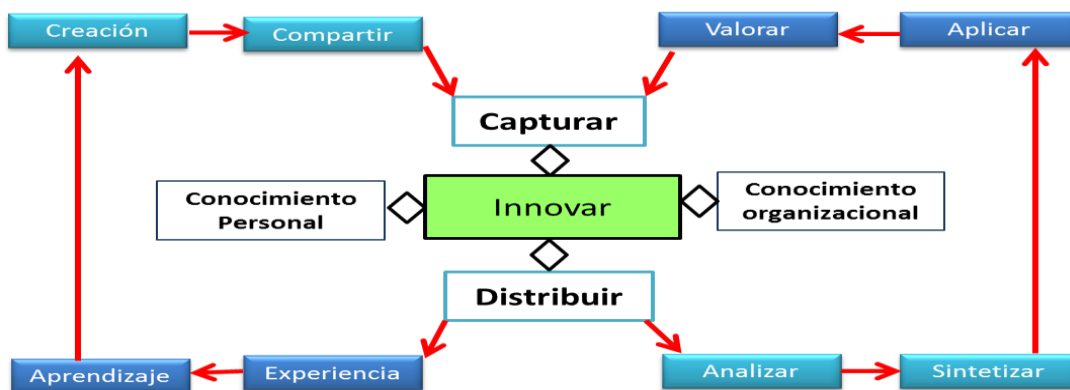 Creación
Compartir
Valorar
Aplicar
Capturar
Conocimiento
Personal
Innovar
Conocimiento
organizacional
Distribuir
Aprendizaje
Experiencia
Analizar
Sintetizar